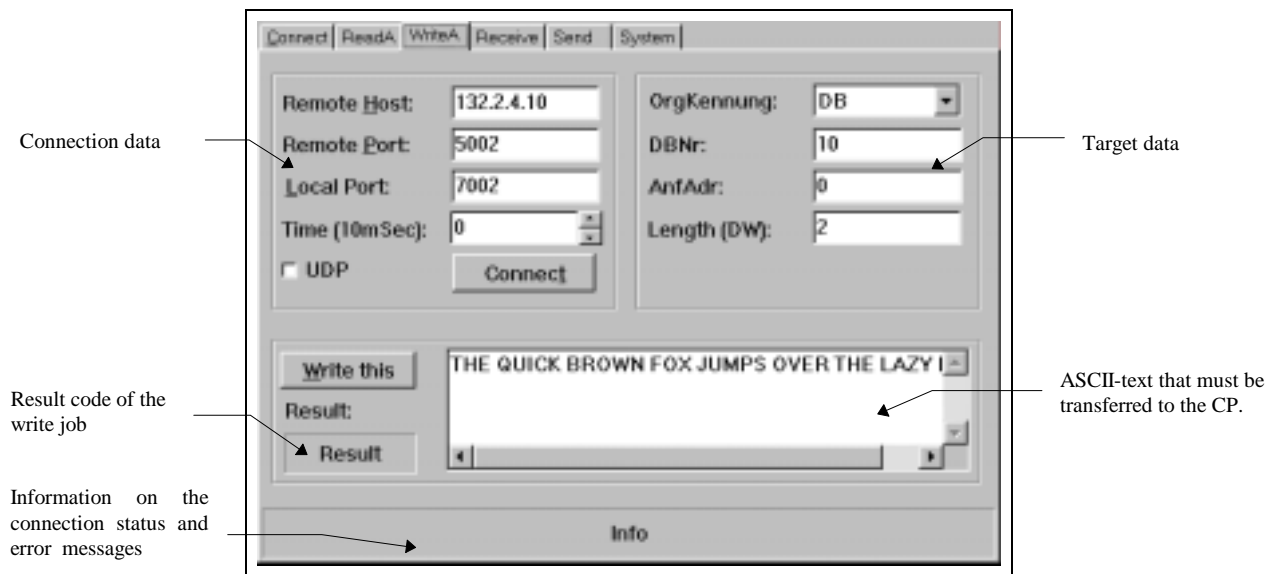 Connect ReadA WriteA Receive Send System
Remote Host: 132.2.4.10
Remote Port: 5002
Local Port: 7002
Time (10mSec): 0
UDP
Connect
OrgKennung: DB
DBNr: 10
AnfAdr: 0
Length (DW): 2
Connection data
Target data
Write this
THE QUICK BROWN FOX JUMPS OVER THE LAZY
Result:
Result
Result code of the
write job
ASCII-text that must be
transferred to the CP.
Information on the
connection status and
error messages
Info